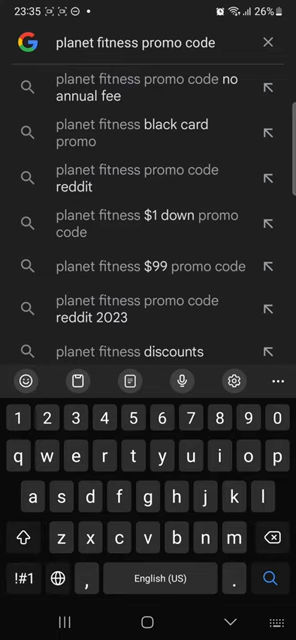 23:35
26%
planet fitness promo code
planet fitness promo code no
annual fee
planet fitness black card
promo
planet fitness promo code
reddit
planet fitness $1 down promo
code
planet fitness $99 promo code
planet fitness promo code
reddit 2023
planet fitness discounts
1 2 3 4 5 6 7 8 9 0
q w e r t y u i o p
a s d f g h j k l
z x c v b n m
!#1 , English (US) .